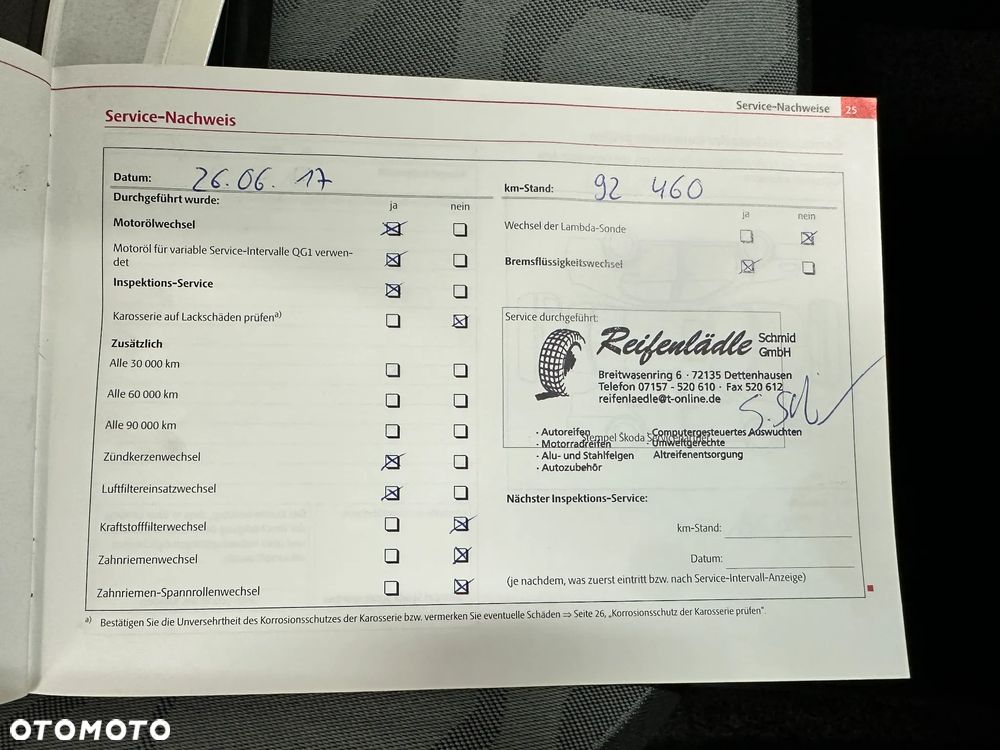 Service-Nachweise 25
Service-Nachweis
Datum: 26.06.17
km-Stand: 92 460
Durchgeführt wurde:
ja nein
ja nein
Motorölwechsel
Wechsel der Lambda-Sonde
Motoröl für variable Service-Intervalle QG1 verwen-
det
Bremsflüssigkeitswechsel
Inspektions-Service
Karosserie auf Lackschäden prüfen a)
Zusätzlich
Alle 30 000 km
Alle 60 000 km
Alle 90 000 km
Zündkerzenwechsel
Luftfiltereinsatzwechsel
Kraftstofffilterwechsel
Zahnriemenwechsel
Zahnriemen-Spannrollenwechsel
Service durchgeführt:
Reifenlädle Schmid
GmbH
Breitwasenring 6 · 72135 Dettenhausen
Telefon 07157 - 520 610 · Fax 520 612
reifenlaedle@t-online.de
· Autoreifen · Computergesteuertes Auswuchten
Stempel Škoda Servicepartner
· Motorradreifen · Umweltgerechte
· Alu- und Stahlfelgen Altreifenentsorgung
· Autozubehör
Nächster Inspektions-Service:
km-Stand:
Datum:
(je nachdem, was zuerst eintritt bzw. nach Service-Intervall-Anzeige)
a) Bestätigen Sie die Unversehrtheit des Korrosionsschutzes der Karosserie bzw. vermerken Sie eventuelle Schäden ⇒ Seite 26, „Korrosionsschutz der Karosserie prüfen".
OTOMOTO